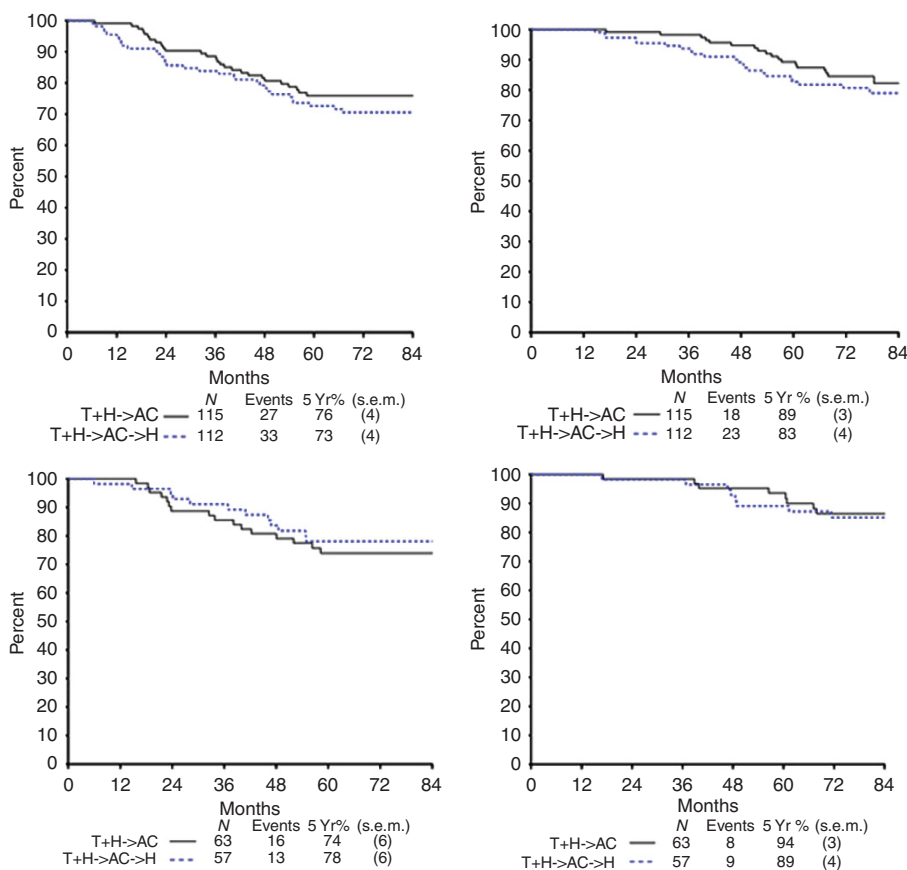 Percent
100
90
80
70
60
50
40
30
20
10
0
0 12 24 36 48 60 72 84
Months
N Events 5 Yr% (s.e.m.)
T+H->AC 115 27 76 (4)
T+H->AC->H 112 33 73 (4)
Percent
100
90
80
70
60
50
40
30
20
10
0
0 12 24 36 48 60 72 84
Months
N Events 5 Yr % (s.e.m.)
T+H->AC 115 18 89 (3)
T+H->AC->H 112 23 83 (4)
Percent
100
90
80
70
60
50
40
30
20
10
0
0 12 24 36 48 60 72 84
Months
N Events 5 Yr% (s.e.m.)
T+H->AC 63 16 74 (6)
T+H->AC->H 57 13 78 (6)
Percent
100
90
80
70
60
50
40
30
20
10
0
0 12 24 36 48 60 72 84
Months
N Events 5 Yr % (s.e.m.)
T+H->AC 63 8 94 (3)
T+H->AC->H 57 9 89 (4)